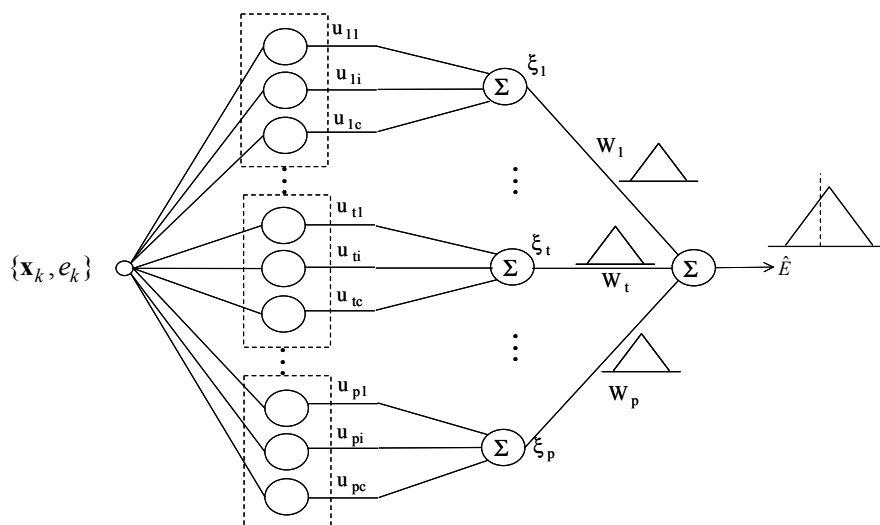 u₁₁
ξ₁
u₁ᵢ
Σ
u₁c
W₁
uₜ₁
ξₜ
{xₖ, eₖ}
uₜᵢ
Σ
Σ
Ê
Wₜ
uₜc
uₚ₁
Wₚ
uₚᵢ
Σ
ξₚ
uₚc